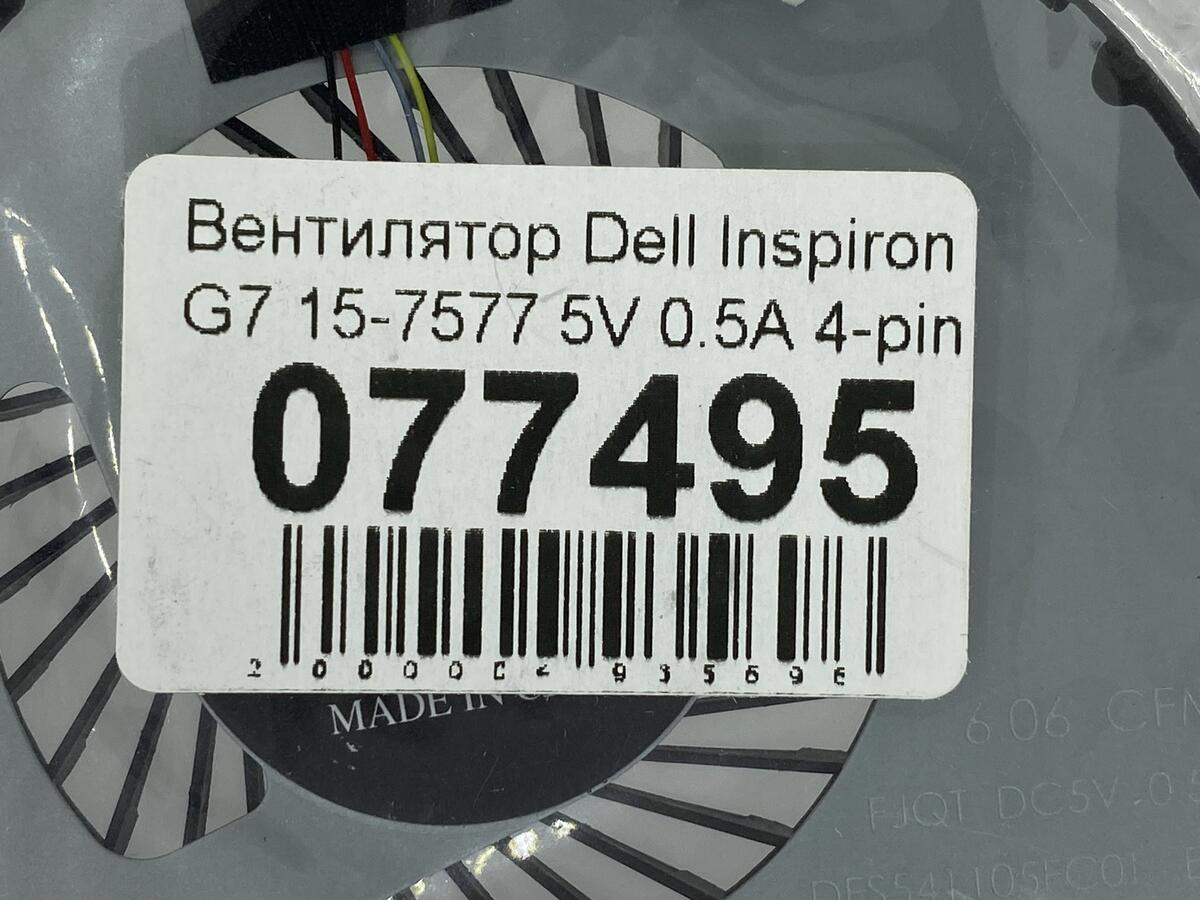 Вентилятор Dell Inspiron
G7 15-7577 5V 0.5A 4-pin
077495
MADE IN
6.06 CFM
FJQT DC5V